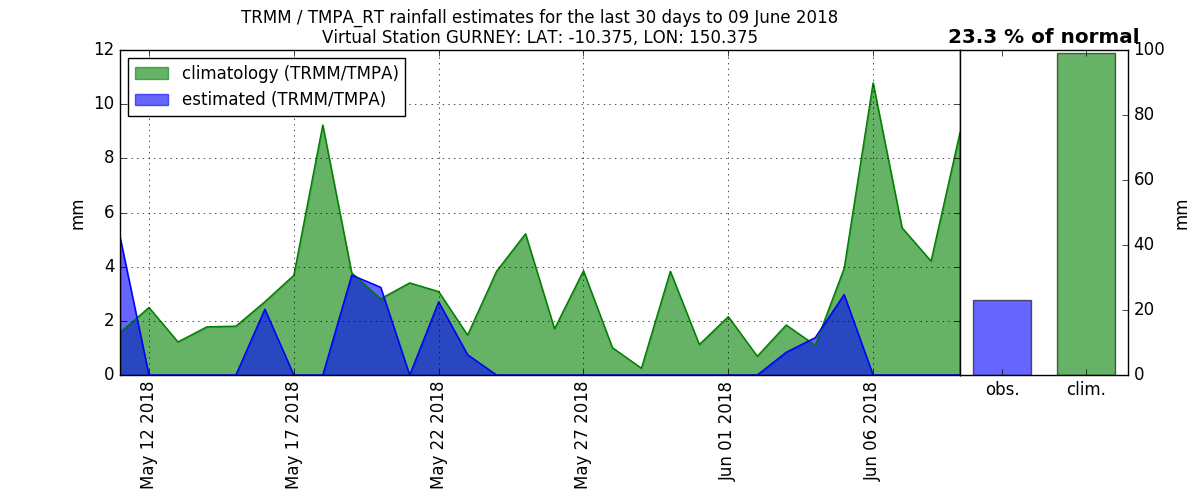 TRMM / TMPA_RT rainfall estimates for the last 30 days to 09 June 2018
Virtual Station GURNEY: LAT: -10.375, LON: 150.375
23.3 % of normal
climatology (TRMM/TMPA)
estimated (TRMM/TMPA)
12
10
8
6
4
2
0
mm
May 12 2018
May 17 2018
May 22 2018
May 27 2018
Jun 01 2018
Jun 06 2018
obs.
clim.
100
80
60
40
20
0
mm